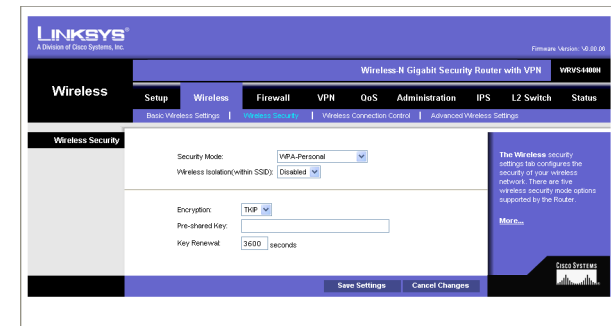 LINKSYS®
A Division of Cisco Systems, Inc.
Firmware Version: V0.00.06
Wireless-N Gigabit Security Router with VPN WRVS4400N
Wireless
Setup Wireless Firewall VPN QoS Administration IPS L2 Switch Status
Basic Wireless Settings | Wireless Security | Wireless Connection Control | Advanced Wireless Settings
Wireless Security
Security Mode: WPA-Personal
Wireless Isolation(within SSID): Disabled
Encryption: TKIP
Pre-shared Key:
Key Renewal: 3600 seconds
The Wireless security
settings tab configures the
security of your wireless
network. There are five
wireless security mode options
supported by the Router.
More...
Save Settings Cancel Changes
CISCO SYSTEMS